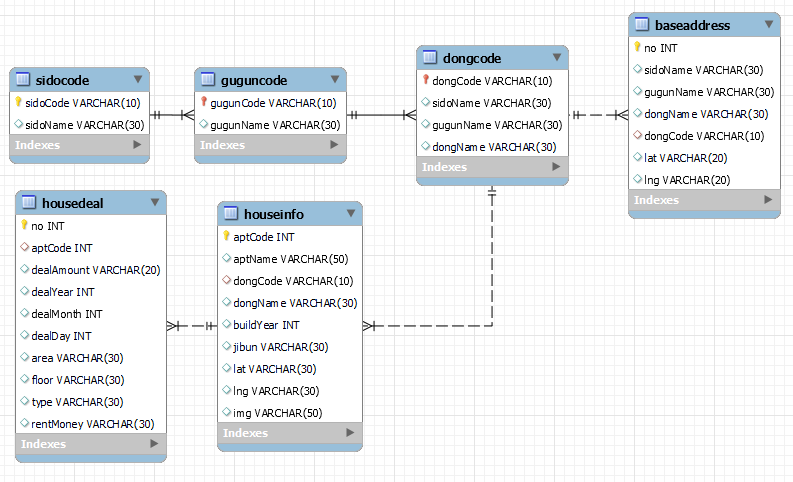 sidocode
sidoCode VARCHAR(10)
sidoName VARCHAR(30)
Indexes
guguncode
gugunCode VARCHAR(10)
gugunName VARCHAR(30)
Indexes
dongcode
dongCode VARCHAR(10)
sidoName VARCHAR(30)
gugunName VARCHAR(30)
dongName VARCHAR(30)
Indexes
baseaddress
no INT
sidoName VARCHAR(30)
gugunName VARCHAR(30)
dongName VARCHAR(30)
dongCode VARCHAR(10)
lat VARCHAR(20)
lng VARCHAR(20)
Indexes
housedeal
no INT
aptCode INT
dealAmount VARCHAR(20)
dealYear INT
dealMonth INT
dealDay INT
area VARCHAR(30)
floor VARCHAR(30)
type VARCHAR(30)
rentMoney VARCHAR(30)
Indexes
houseinfo
aptCode INT
aptName VARCHAR(50)
dongCode VARCHAR(10)
dongName VARCHAR(30)
buildYear INT
jibun VARCHAR(30)
lat VARCHAR(30)
lng VARCHAR(30)
img VARCHAR(50)
Indexes